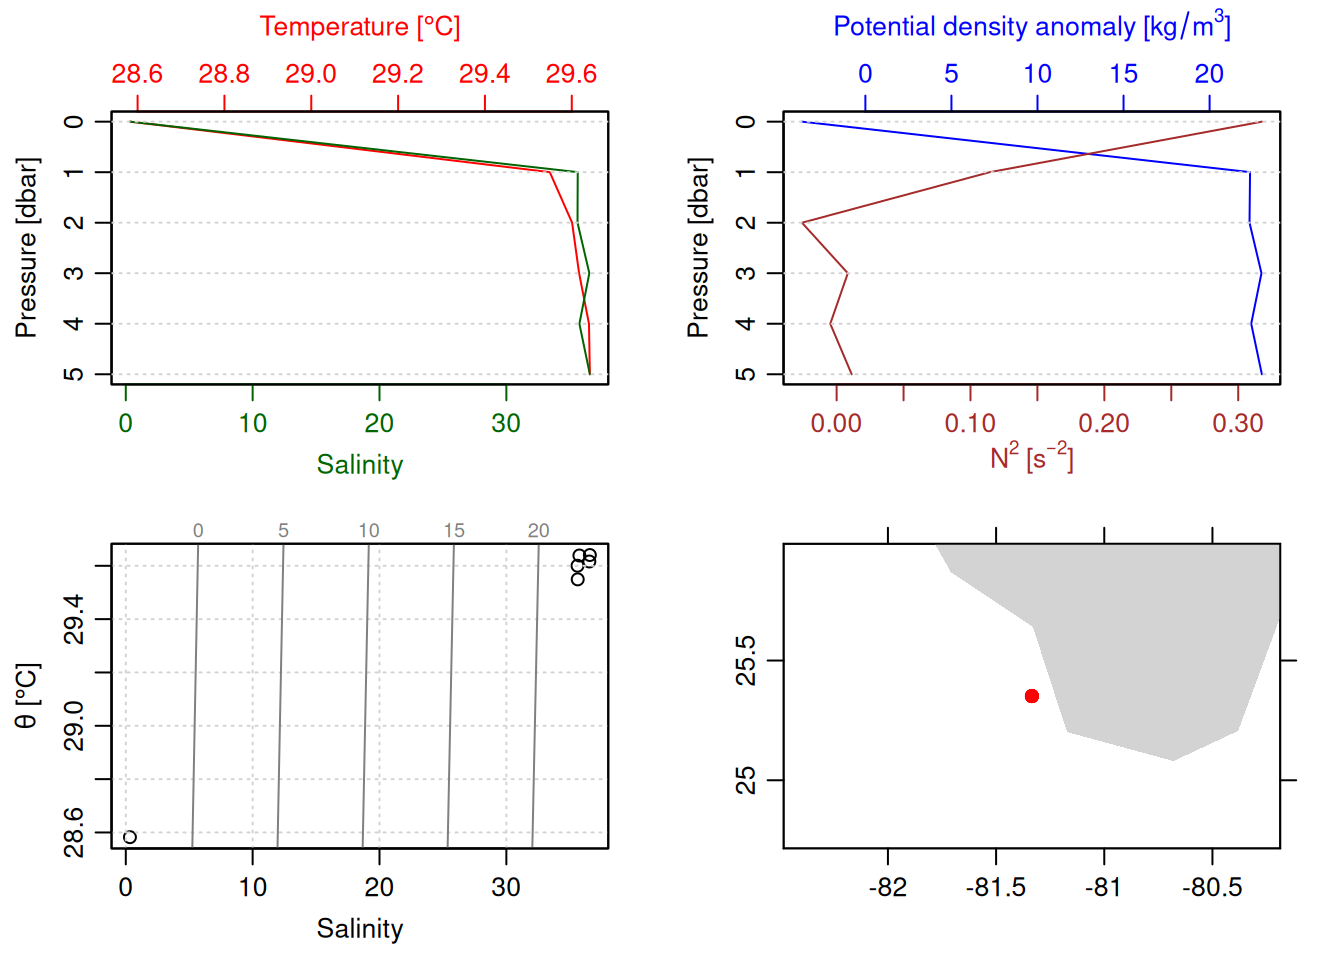 Temperature [°C]
28.6 28.8 29.0 29.2 29.4 29.6
Pressure [dbar]
0
1
2
3
4
5
0 10 20 30
Salinity
Potential density anomaly [kg/m³]
0 5 10 15 20
Pressure [dbar]
0
1
2
3
4
5
0.00 0.10 0.20 0.30
N² [s⁻²]
0 5 10 15 20
θ [°C]
29.4
29.0
28.6
0 10 20 30
Salinity
25.5
25
-82 -81.5 -81 -80.5